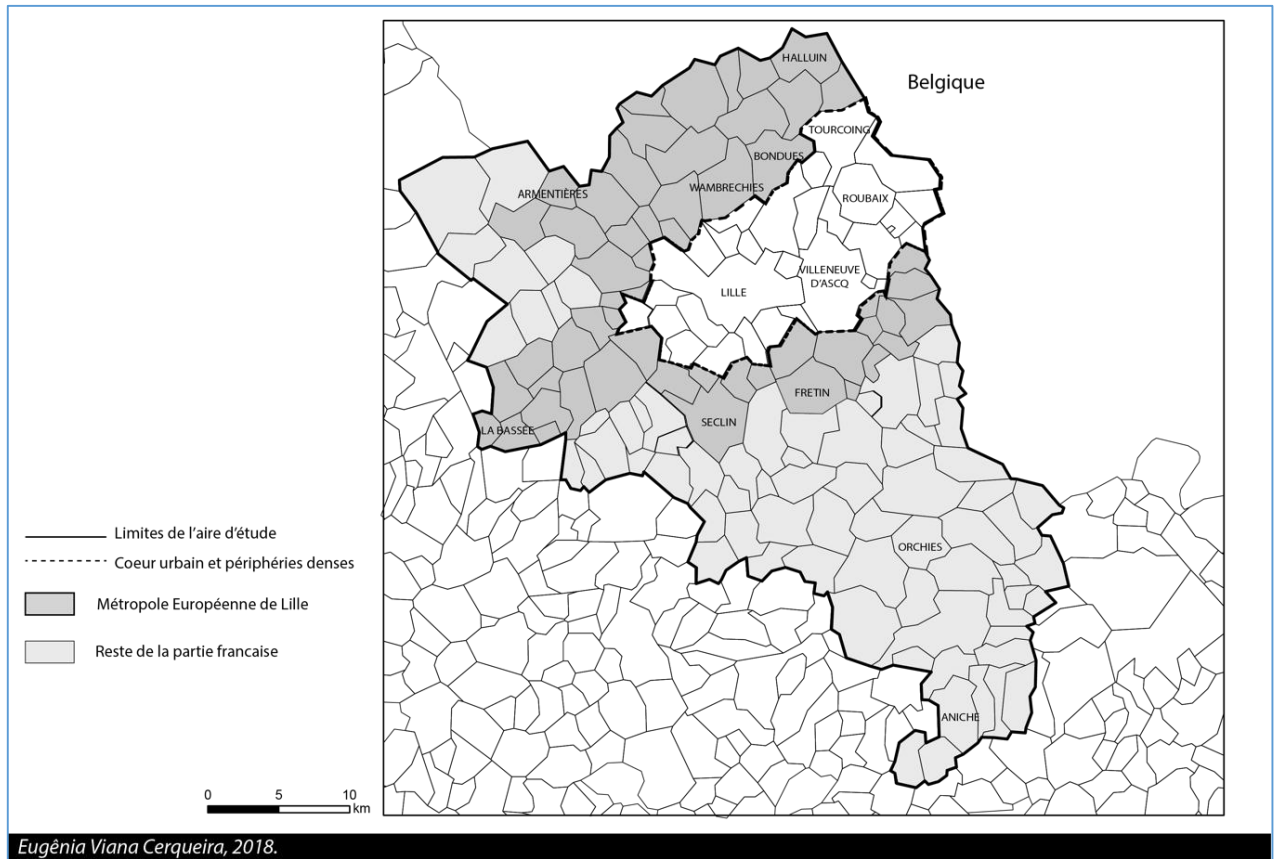 HALLUIN
Belgique
TOURCOING
BONDUES
WAMBRECHIES
ARMENTIÈRES
ROUBAIX
VILLENEUVE
D'ASCQ
LILLE
FRETIN
SECLIN
LA BASSÉE
ORCHIES
ANICHE
Limites de l'aire d'étude
Coeur urbain et périphéries denses
Métropole Européenne de Lille
Reste de la partie francaise
0 5 10
km
Eugênia Viana Cerqueira, 2018.